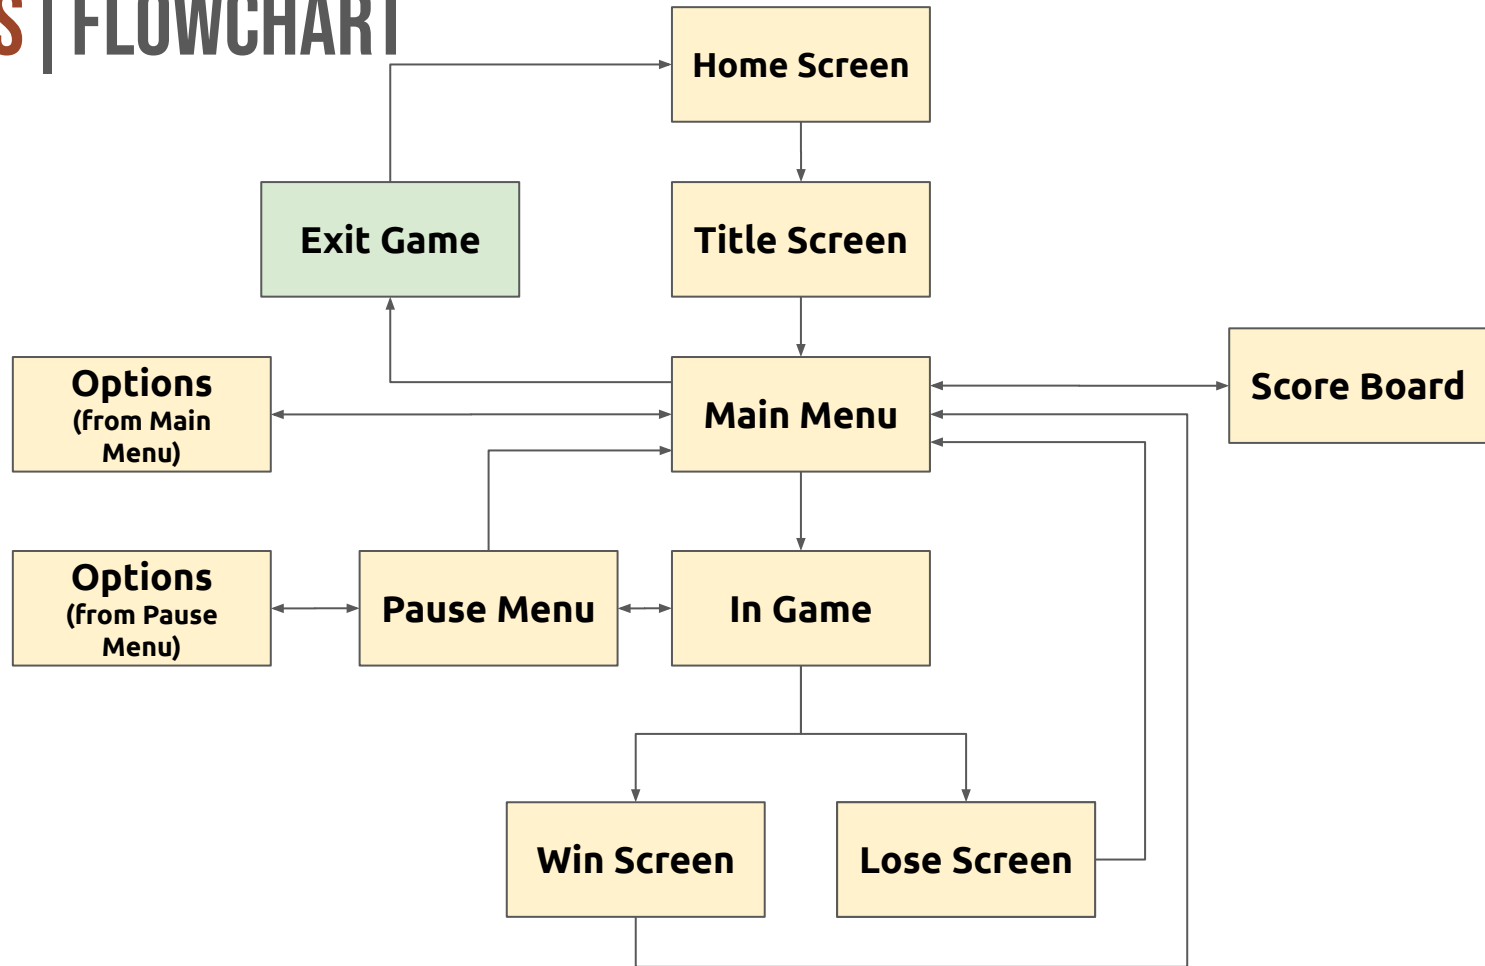 S | FLOWCHART
Home Screen
Exit Game
Title Screen
Options
(from Main
Menu)
Main Menu
Score Board
Options
(from Pause
Menu)
Pause Menu
In Game
Win Screen
Lose Screen